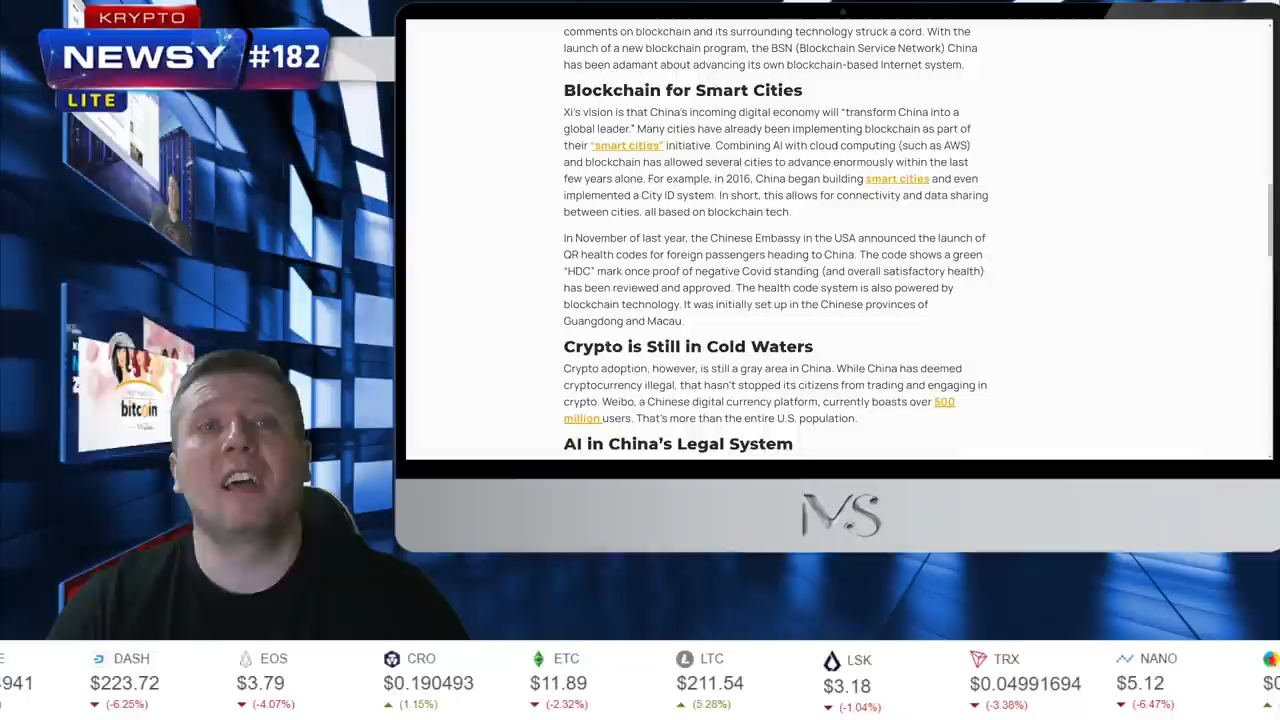 KRYPTO
NEWSY #182
LITE
bitcoin
comments on blockchain and its surrounding technology struck a cord. With the
launch of a new blockchain program, the BSN (Blockchain Service Network) China
has been adamant about advancing its own blockchain-based Internet system.
Blockchain for Smart Cities
Xi's vision is that China's incoming digital economy will "transform China into a
global leader." Many cities have already been implementing blockchain as part of
their "smart cities" initiative. Combining AI with cloud computing (such as AWS)
and blockchain has allowed several cities to advance enormously within the last
few years alone. For example, in 2016, China began building smart cities and even
implemented a City ID system. In short, this allows for connectivity and data sharing
between cities, all based on blockchain tech.
In November of last year, the Chinese Embassy in the USA announced the launch of
QR health codes for foreign passengers heading to China. The code shows a green
"HDC" mark once proof of negative Covid standing (and overall satisfactory health)
has been reviewed and approved. The health code system is also powered by
blockchain technology. It was initially set up in the Chinese provinces of
Guangdong and Macau.
Crypto is Still in Cold Waters
Crypto adoption, however, is still a gray area in China. While China has deemed
cryptocurrency illegal, that hasn't stopped its citizens from trading and engaging in
crypto. Weibo, a Chinese digital currency platform, currently boasts over 500
million users. That's more than the entire U.S. population.
AI in China's Legal System
MS
E DASH EOS CRO ETC LTC LSK TRX NANO
4941 $223.72 $3.79 $0.190493 $11.89 $211.54 $3.18 $0.04991694 $5.12 $0
(-6.25%) (-4.07%) (1.15%) (-2.32%) (5.28%) (-1.04%) (-3.38%) (-6.47%)